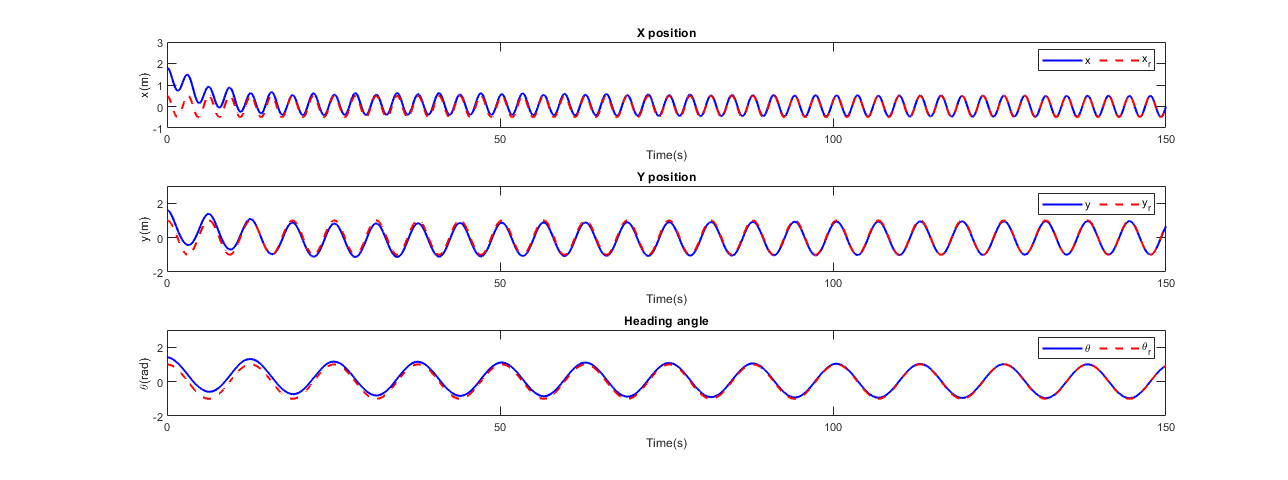 X position
x(m)
3
2
1
0
-1
x
x_r
0
50
100
150
Time(s)
Y position
y(m)
2
0
-2
y
y_r
0
50
100
150
Time(s)
Heading angle
θ(rad)
2
0
-2
θ
θ_r
0
50
100
150
Time(s)